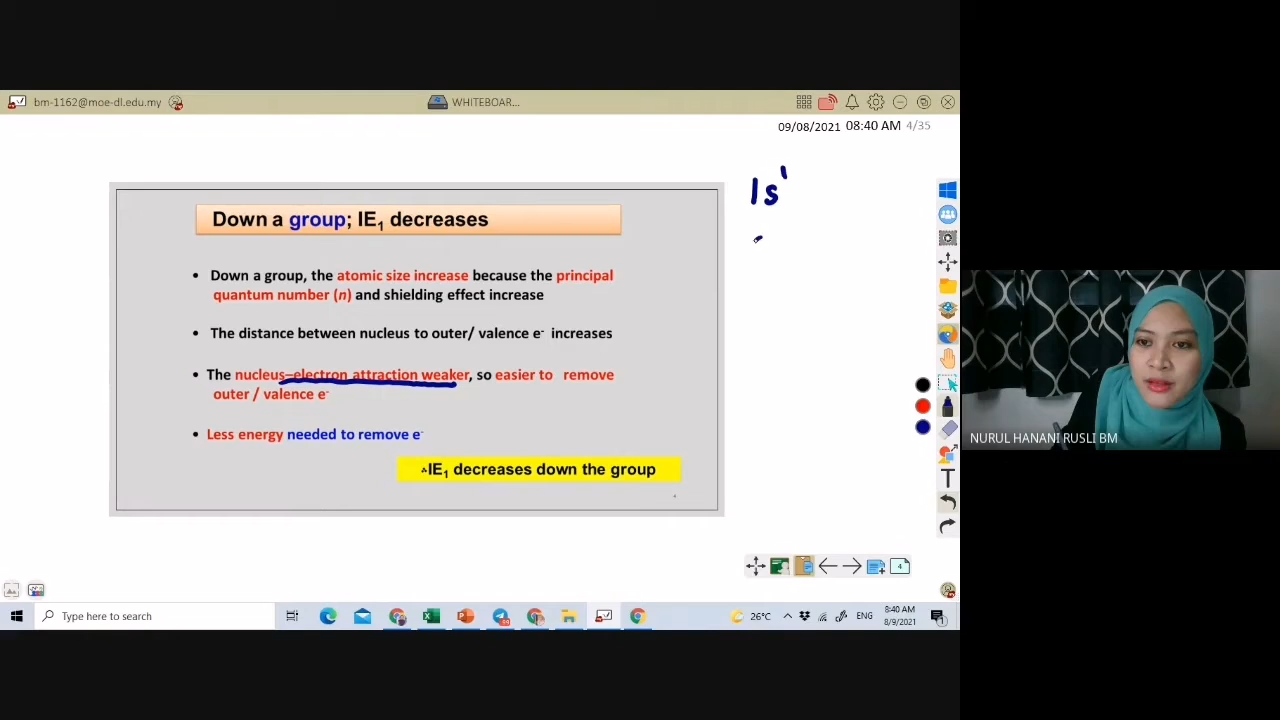 bm-1162@moe-dl.edu.my
WHITEBOAR...
09/08/2021 08:40 AM 4/35
1s¹
Down a group; IE₁ decreases
• Down a group, the atomic size increase because the principal
quantum number (n) and shielding effect increase
• The distance between nucleus to outer/ valence e⁻ increases
• The nucleus–electron attraction weaker, so easier to remove
outer / valence e⁻
• Less energy needed to remove e⁻
∴IE₁ decreases down the group
4
NURUL HANANI RUSLI BM
T
4
Type here to search
26°C
ENG
8:40 AM
8/9/2021
1